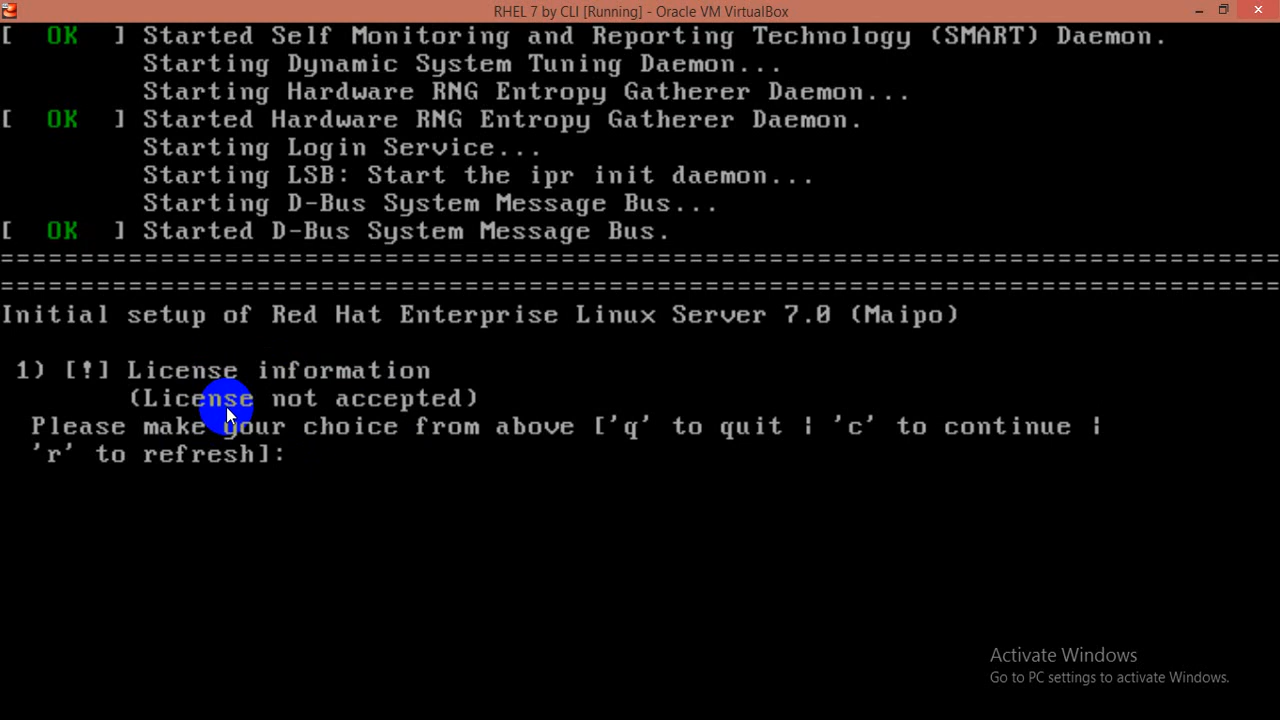 RHEL 7 by CLI [Running] - Oracle VM VirtualBox
[  OK  ] Started Self Monitoring and Reporting Technology (SMART) Daemon.
Starting Dynamic System Tuning Daemon...
Starting Hardware RNG Entropy Gatherer Daemon...
[  OK  ] Started Hardware RNG Entropy Gatherer Daemon.
Starting Login Service...
Starting LSB: Start the ipr init daemon...
Starting D-Bus System Message Bus...
[  OK  ] Started D-Bus System Message Bus.
================================================================================
================================================================================
Initial setup of Red Hat Enterprise Linux Server 7.0 (Maipo)
1) [!] License information
(License not accepted)
Please make your choice from above ['q' to quit | 'c' to continue |
'r' to refresh]:
Activate Windows
Go to PC settings to activate Windows.